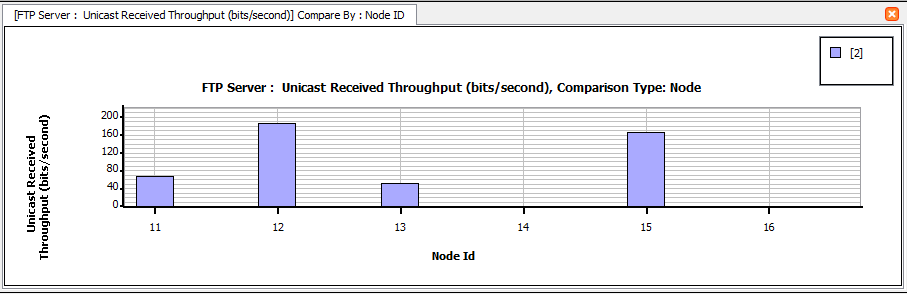 [FTP Server :  Unicast Received Throughput (bits/second)] Compare By : Node ID
[2]
FTP Server :  Unicast Received Throughput (bits/second), Comparison Type: Node
Unicast Received
Throughput (bits/second)
200
160
120
80
40
0
11 12 13 14 15 16
Node Id